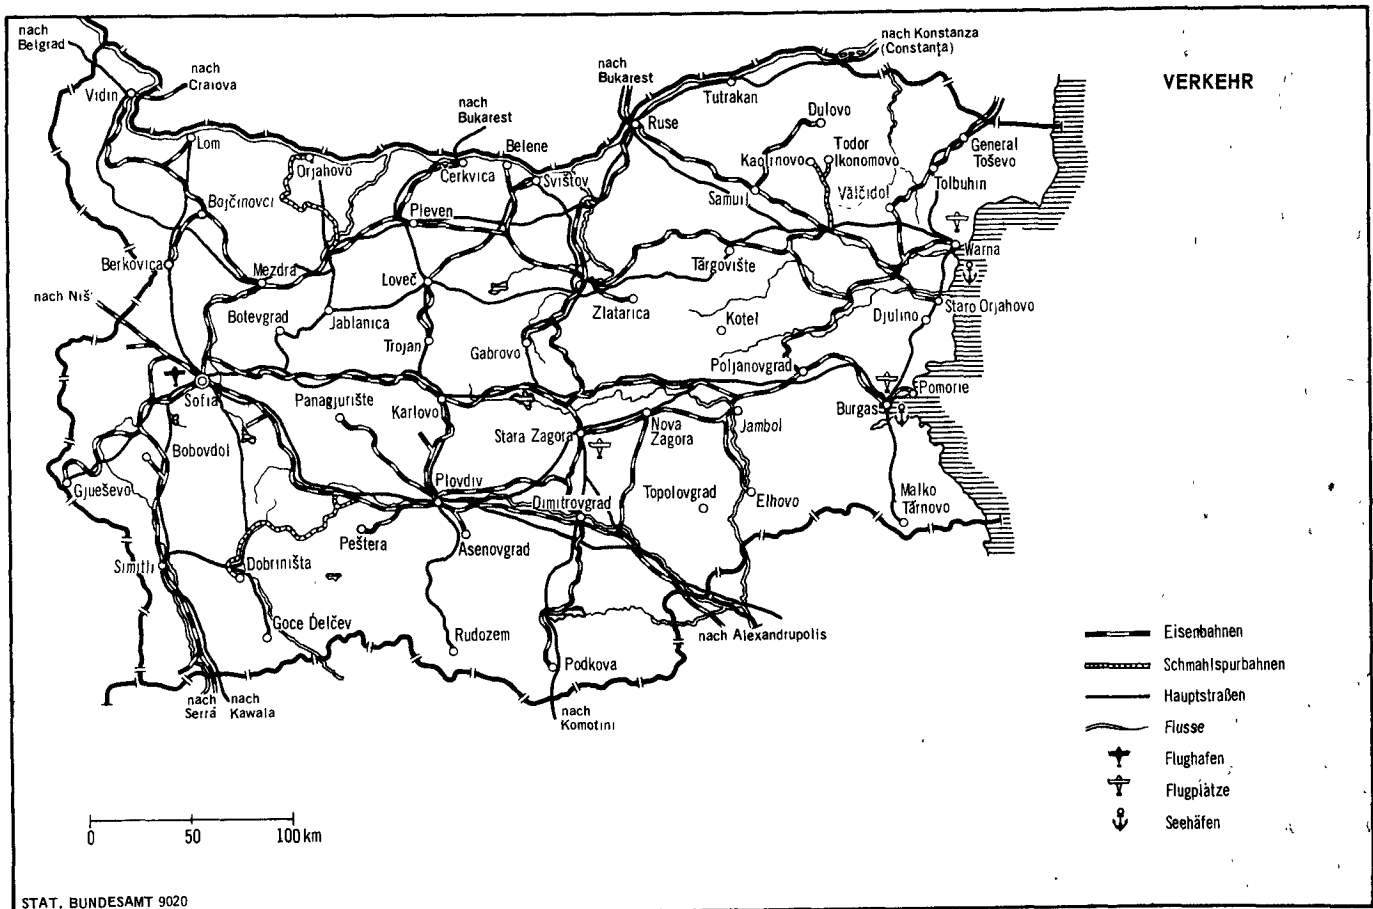 VERKEHR
nach
Belgrad
nach
Craiova
Vidin
nach
Bukarest
nach
Bukarest
nach Konstanza
(Constanţa)
Tutrakan
Dulovo
Ruse
Lom
Orjahovo
Čerkvica
Belene
Svištov
Kaolinovo
Todor
Ikonomovo
General
Toševo
Tolbuhin
Bojčinovci
Pleven
Samuil
Vălčidol
Warna
Berkovica
Mezdra
Loveč
Tărgovište
nach Niš
Botevgrad
Jablanica
Zlatarica
Kotel
Djulino
Staro Orjahovo
Trojan
Gabrovo
Poljanovgrad
Sofia
Panagjurište
Karlovo
Burgas
Pomorie
Stara Zagora
Nova
Zagora
Jambol
Bobovdol
Gjueševo
Plovdiv
Dimitrovgrad
Topolovgrad
Elhovo
Malko
Tărnovo
Peštera
Asenovgrad
Simitli
Dobriništa
Goce Delčev
Rudozem
Podkova
nach Alexandrupolis
nach
Serrä
nach
Kawala
nach
Komotini
Eisenbahnen
Schmahlspurbahnen
Hauptstraßen
Flusse
Flughafen
Flugplätze
Seehäfen
0 50 100 km
STAT. BUNDESAMT 9020